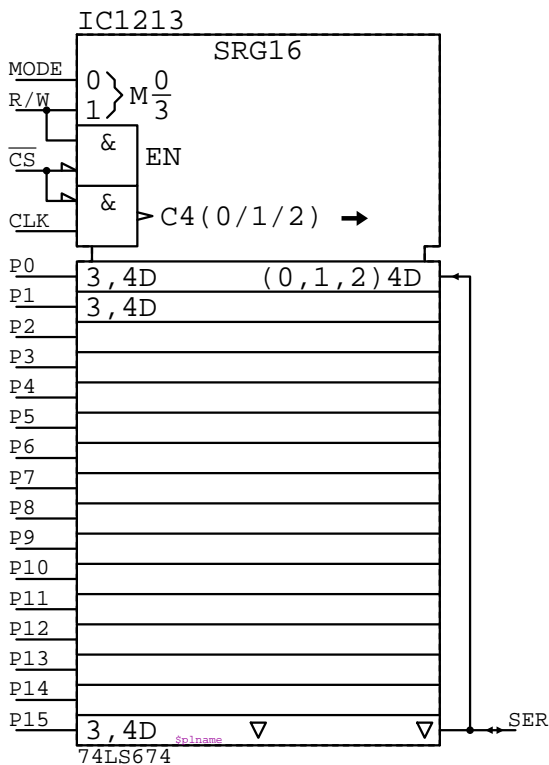 IC1213
SRG16
MODE 0
R/W 1 } M 0/3
&
C̅S̅ EN
&
C4(0/1/2) →
CLK
P0 3,4D (0,1,2)4D
P1 3,4D
P2
P3
P4
P5
P6
P7
P8
P9
P10
P11
P12
P13
P14
P15 3,4D $plname ▽ ▽ SER
74LS674